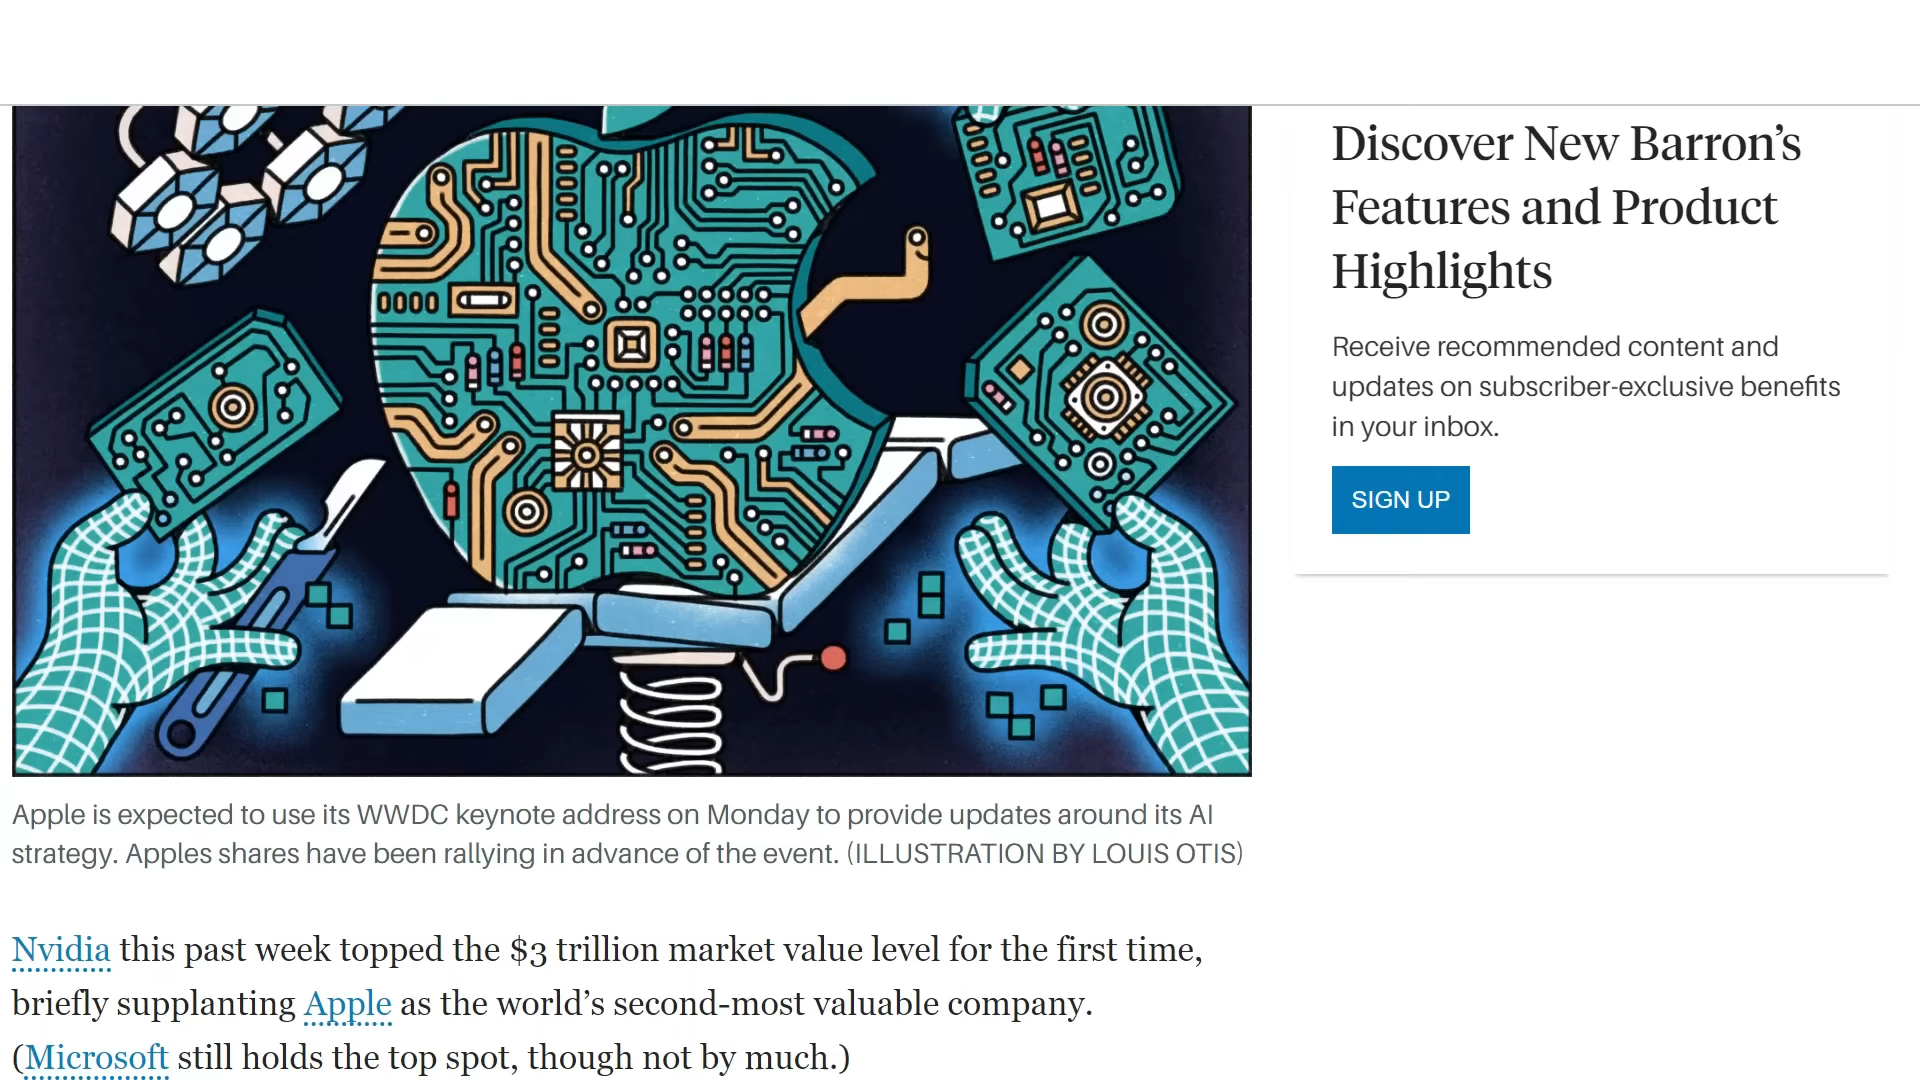 Discover New Barron’s
Features and Product
Highlights
Receive recommended content and
updates on subscriber-exclusive benefits
in your inbox.
SIGN UP
Apple is expected to use its WWDC keynote address on Monday to provide updates around its AI
strategy. Apples shares have been rallying in advance of the event. (ILLUSTRATION BY LOUIS OTIS)
Nvidia this past week topped the $3 trillion market value level for the first time,
briefly supplanting Apple as the world’s second-most valuable company.
(Microsoft still holds the top spot, though not by much.)